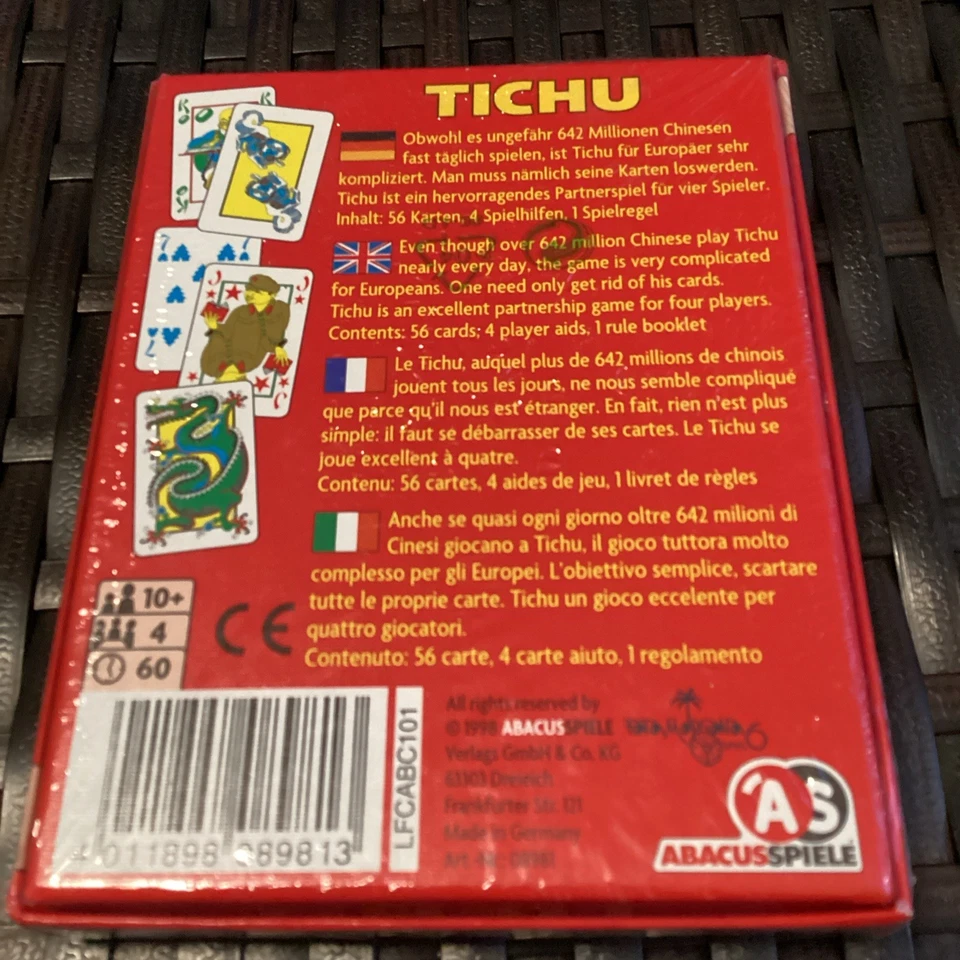 TICHU
Obwohl es ungefähr 642 Millionen Chinesen
fast täglich spielen, ist Tichu für Europäer sehr
kompliziert. Man muss nämlich seine Karten loswerden.
Tichu ist ein hervorragendes Partnerspiel für vier Spieler.
Inhalt: 56 Karten, 4 Spielhilfen, 1 Spielregel
Even though over 642 million Chinese play Tichu
nearly every day, the game is very complicated
for Europeans. One need only get rid of his cards.
Tichu is an excellent partnership game for four players.
Contents: 56 cards; 4 player aids, 1 rule booklet
Le Tichu, auquel plus de 642 millions de chinois
jouent tous les jours, ne nous semble compliqué
que parce qu'il nous est étranger. En fait, rien n'est plus
simple: il faut se débarrasser de ses cartes. Le Tichu se
joue excellent à quatre.
Contenu: 56 cartes, 4 aides de jeu, 1 livret de règles
Anche se quasi ogni giorno oltre 642 milioni di
Cinesi giocano a Tichu, il gioco tuttora molto
complesso per gli Europei. L'obiettivo semplice, scartare
tutte le proprie carte. Tichu un gioco eccelente per
quattro giocatori.
Contenuto: 56 carte, 4 carte aiuto, 1 regolamento
K
7
7
7
J
J
10+
4
60
CE
4 011898 089813
LFCABC101
All rights reserved by
© 1998 ABACUSSPIELE
Verlags GmbH & Co. KG
63303 Dreieich
Frankfurter Str. 121
Made in Germany
Art.-Nr.: 08981
AS
ABACUSSPIELE